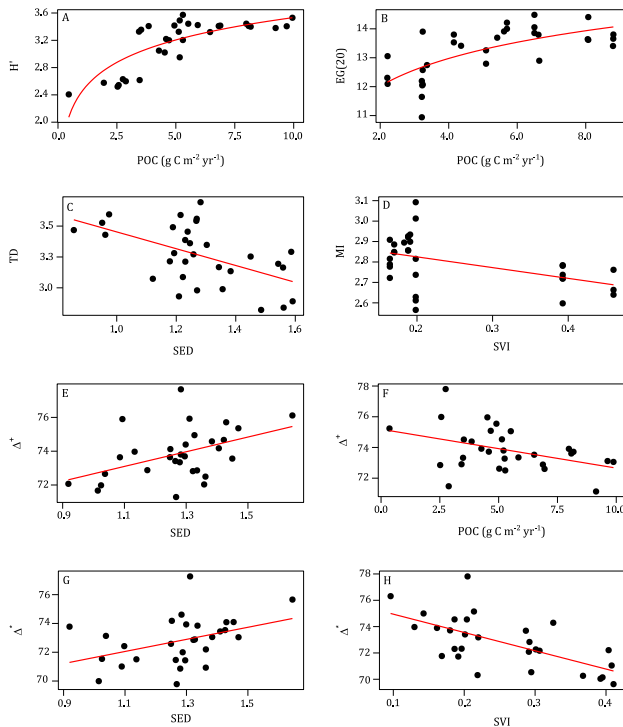 A
3.6
3.2
2.8
2.4
2.0
H'
0.0 2.5 5.0 7.5 10.0
POC (g C m⁻² yr⁻¹)
B
14
13
12
11
EG(20)
2.0 4.0 6.0 8.0
POC (g C m⁻² yr⁻¹)
C
3.5
3.3
3.0
TD
1.0 1.2 1.4 1.6
SED
D
3.1
3.0
2.9
2.8
2.7
2.6
MI
0.2 0.3 0.4
SVI
E
76
74
72
Δ⁺
0.9 1.1 1.3 1.5
SED
F
78
76
74
72
Δ⁺
0.0 2.5 5.0 7.5 10.0
POC (g C m⁻² yr⁻¹)
G
78
76
74
72
70
Δ*
0.9 1.1 1.3 1.5
SED
H
78
76
74
72
70
Δ*
0.1 0.2 0.3 0.4
SVI